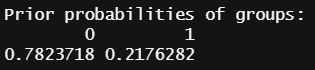 Prior probabilities of groups:
0 1
0.7823718 0.2176282